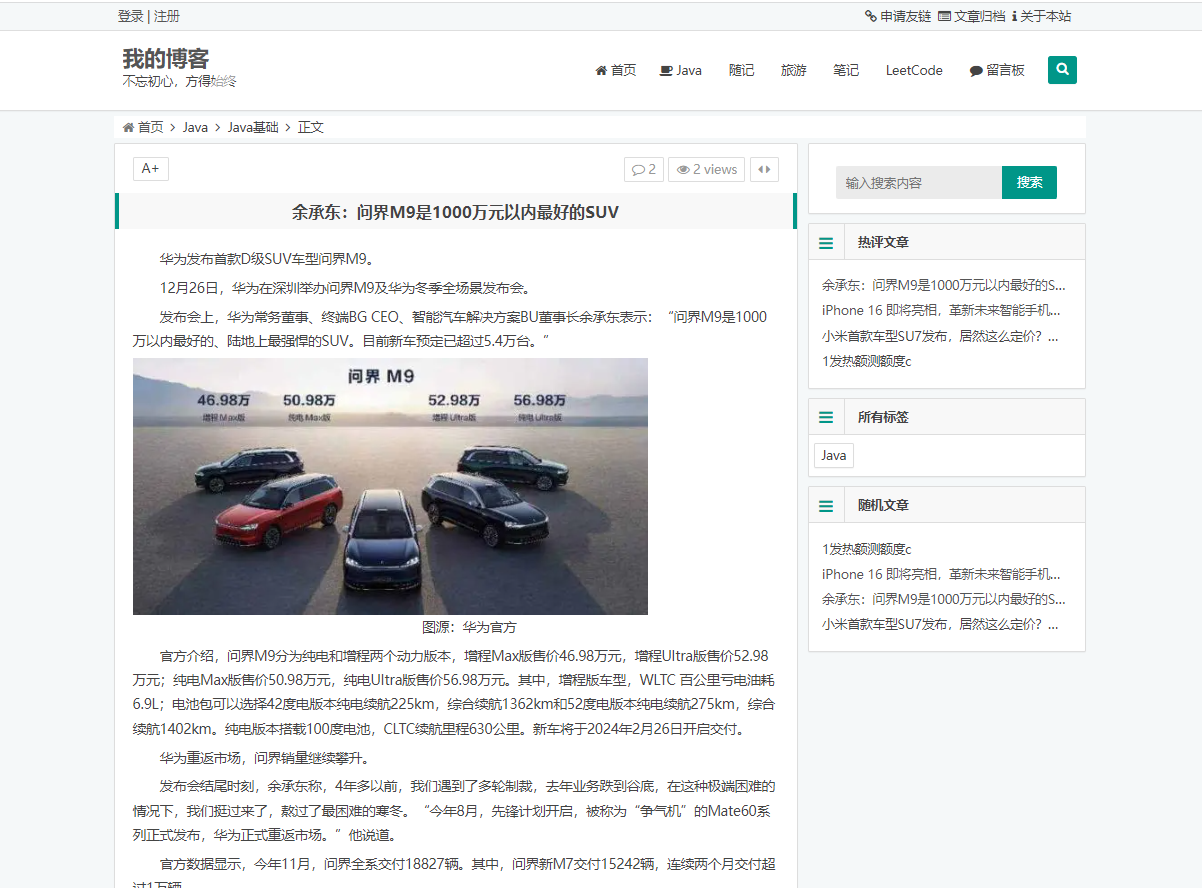 登录 | 注册
申请友链 文章归档 关于本站
我的博客
不忘初心，方得始终
首页 Java 随记 旅游 笔记 LeetCode 留言板
首页 > Java > Java基础 > 正文
A+
2 2 views
余承东：问界M9是1000万元以内最好的SUV
华为发布首款D级SUV车型问界M9。
12月26日，华为在深圳举办问界M9及华为冬季全场景发布会。
发布会上，华为常务董事、终端BG CEO、智能汽车解决方案BU董事长余承东表示：“问界M9是1000
万以内最好的、陆地上最强悍的SUV。目前新车预定已超过5.4万台。”
问界 M9
46.98万 50.98万 52.98万 56.98万
增程 Max版 纯电 Max版 增程 Ultra版 纯电 Ultra版
图源：华为官方
官方介绍，问界M9分为纯电和增程两个动力版本，增程Max版售价46.98万元，增程Ultra版售价52.98
万元；纯电Max版售价50.98万元，纯电Ultra版售价56.98万元。其中，增程版车型，WLTC 百公里亏电油耗
6.9L；电池包可以选择42度电版本纯电续航225km，综合续航1362km和52度电版本纯电续航275km，综合
续航1402km。纯电版本搭载100度电池，CLTC续航里程630公里。新车将于2024年2月26日开启交付。
华为重返市场，问界销量继续攀升。
发布会结尾时刻，余承东称，4年多以前，我们遇到了多轮制裁，去年业务跌到谷底，在这种极端困难的
情况下，我们挺过来了，熬过了最困难的寒冬。“今年8月，先锋计划开启，被称为“争气机”的Mate60系
列正式发布，华为正式重返市场。”他说道。
官方数据显示，今年11月，问界全系交付18827辆。其中，问界新M7交付15242辆，连续两个月交付超
过1万辆
输入搜索内容 搜索
热评文章
余承东：问界M9是1000万元以内最好的S...
iPhone 16 即将亮相，革新未来智能手机...
小米首款车型SU7发布，居然这么定价？...
1发热额测额度c
所有标签
Java
随机文章
1发热额测额度c
iPhone 16 即将亮相，革新未来智能手机...
余承东：问界M9是1000万元以内最好的S...
小米首款车型SU7发布，居然这么定价？...